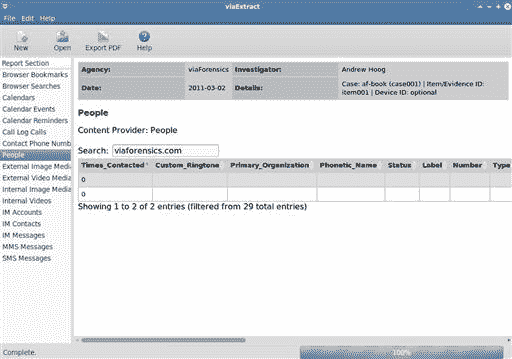 viaExtract
File Edit Help
New Open Export PDF Help
Report Section
Browser Bookmarks
Browser Searches
Calendars
Calendar Events
Calendar Reminders
Call Log Calls
Contact Phone Numb
People
External Image Media
External Video Media
Internal Image Media
Internal Videos
IM Accounts
IM Contacts
IM Messages
MMS Messages
SMS Messages
Agency: viaForensics Investigator: Andrew Hoog
Date: 2011-03-02 Details: Case: af-book (case001) | Item/Evidence ID:
item001 | Device ID: optional
People
Content Provider: People
Search: viaforensics.com
Times_Contacted Custom_Ringtone Primary_Organization Phonetic_Name Status Label Number Type
0
0
Showing 1 to 2 of 2 entries (filtered from 29 total entries)
Complete. 100%